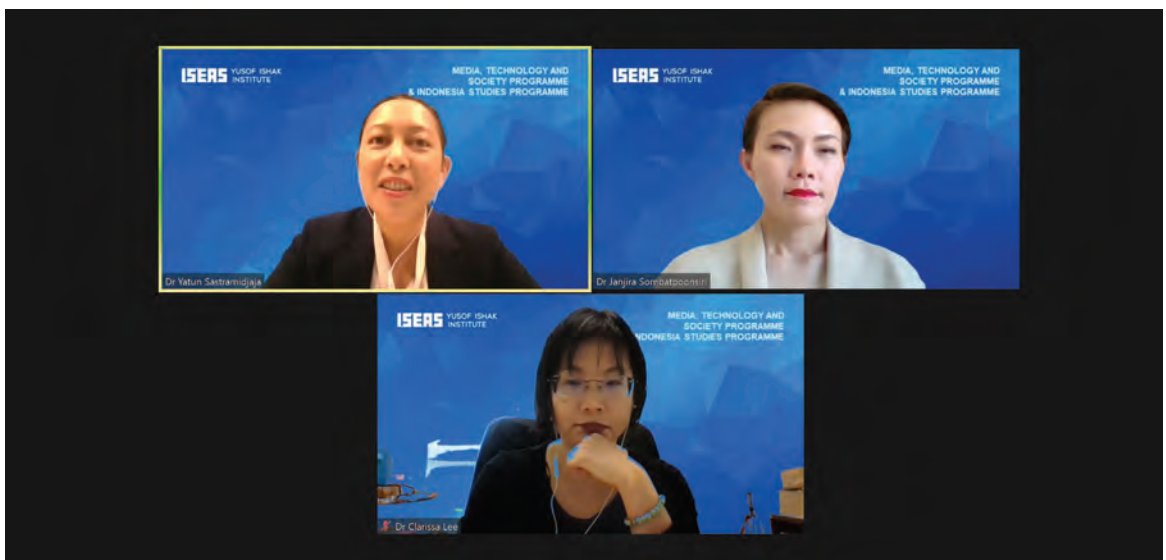 ISEAS YUSOF ISHAK
INSTITUTE
MEDIA, TECHNOLOGY AND
SOCIETY PROGRAMME
& INDONESIA STUDIES PROGRAMME
Dr Yatun Sastramidjaja
ISEAS YUSOF ISHAK
INSTITUTE
MEDIA, TECHNOLOGY AND
SOCIETY PROGRAMME
& INDONESIA STUDIES PROGRAMME
Dr Janjira Sombatpoonsiri
ISEAS YUSOF ISHAK
INSTITUTE
MEDIA, TECHNOLOGY AND
SOCIETY PROGRAMME
INDONESIA STUDIES PROGRAMME
Dr Clarissa Lee